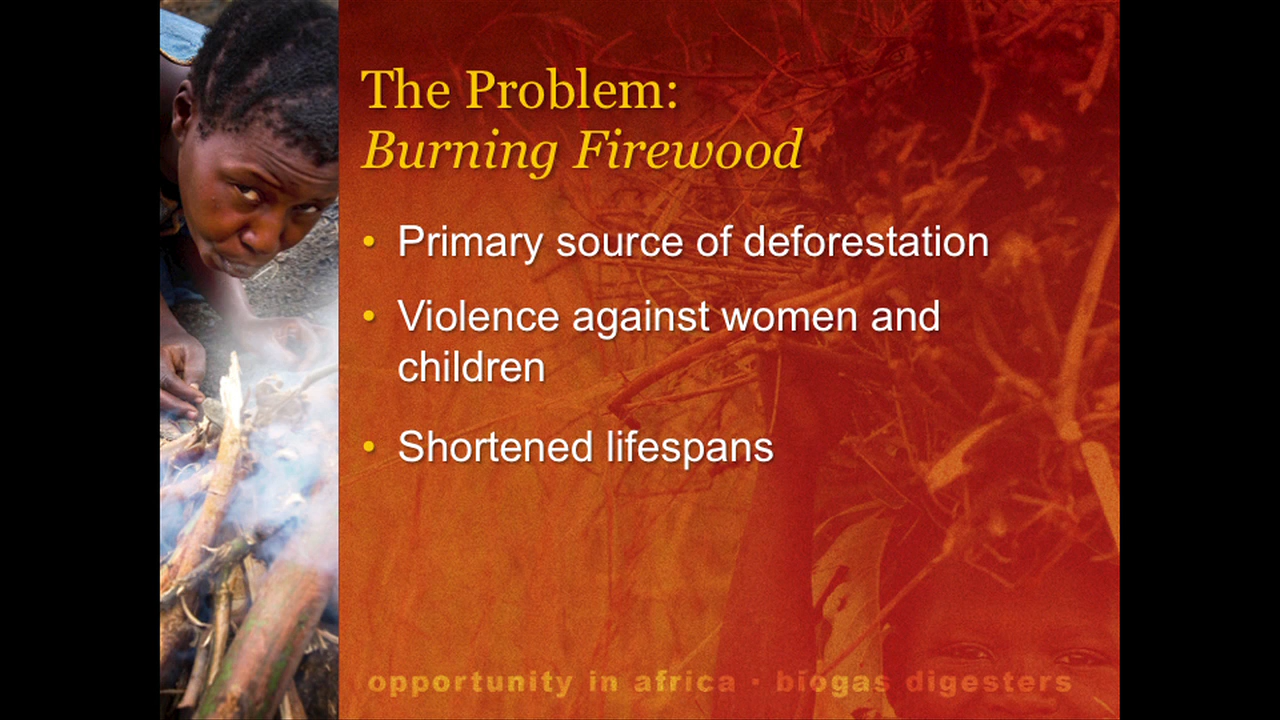 The Problem:
Burning Firewood
• Primary source of deforestation
• Violence against women and
children
• Shortened lifespans
opportunity in africa · biogas digesters